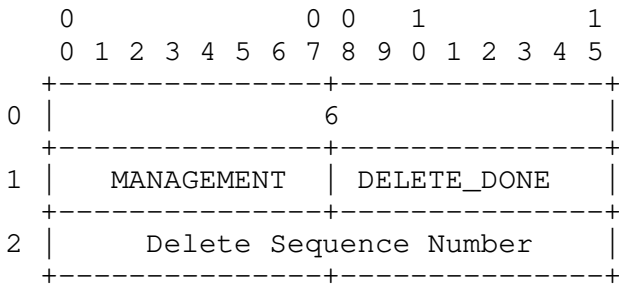 0 0 0 1 1
0 1 2 3 4 5 6 7 8 9 0 1 2 3 4 5
+---------------+---------------+
0 | 6 |
+---------------+---------------+
1 | MANAGEMENT | DELETE_DONE |
+---------------+---------------+
2 | Delete Sequence Number |
+---------------+---------------+